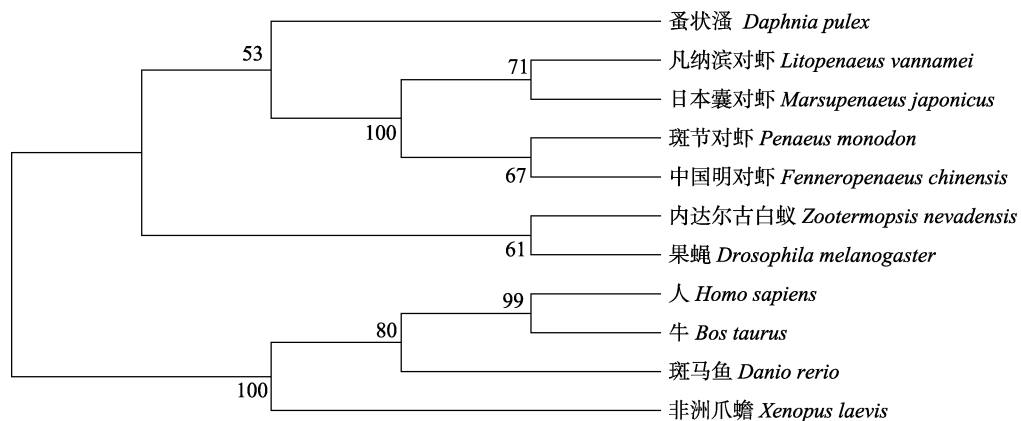 蚤状溞 Daphnia pulex
53
凡纳滨对虾 Litopenaeus vannamei
71
日本囊对虾 Marsupenaeus japonicus
100
斑节对虾 Penaeus monodon
67
中国明对虾 Fenneropenaeus chinensis
内达尔古白蚁 Zootermopsis nevadensis
61
果蝇 Drosophila melanogaster
人 Homo sapiens
99
牛 Bos taurus
80
斑马鱼 Danio rerio
100
非洲爪蟾 Xenopus laevis